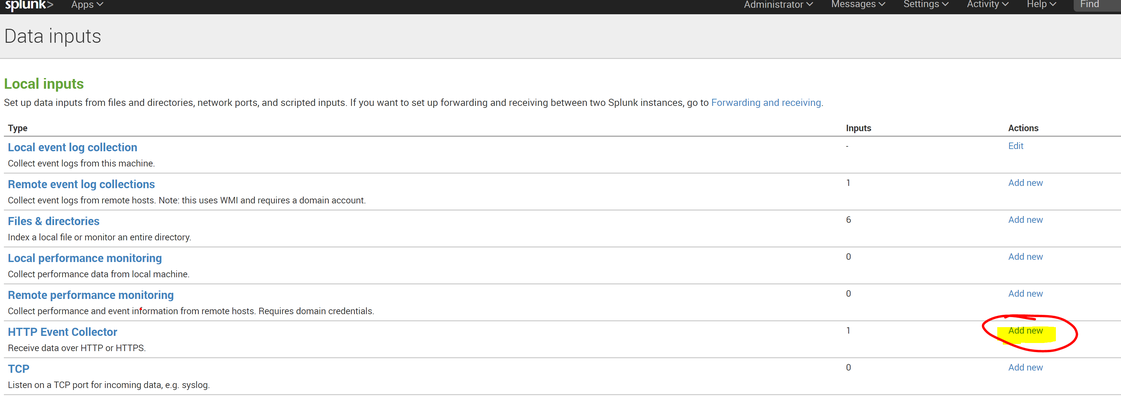 splunk> Apps Administrator Messages Settings Activity Help Find
Data inputs
Local inputs
Set up data inputs from files and directories, network ports, and scripted inputs. If you want to set up forwarding and receiving between two Splunk instances, go to Forwarding and receiving.
Type Inputs Actions
Local event log collection - Edit
Collect event logs from this machine.
Remote event log collections 1 Add new
Collect event logs from remote hosts. Note: this uses WMI and requires a domain account.
Files & directories 6 Add new
Index a local file or monitor an entire directory.
Local performance monitoring 0 Add new
Collect performance data from local machine.
Remote performance monitoring 0 Add new
Collect performance and event information from remote hosts. Requires domain credentials.
HTTP Event Collector 1 Add new
Receive data over HTTP or HTTPS.
TCP 0 Add new
Listen on a TCP port for incoming data, e.g. syslog.